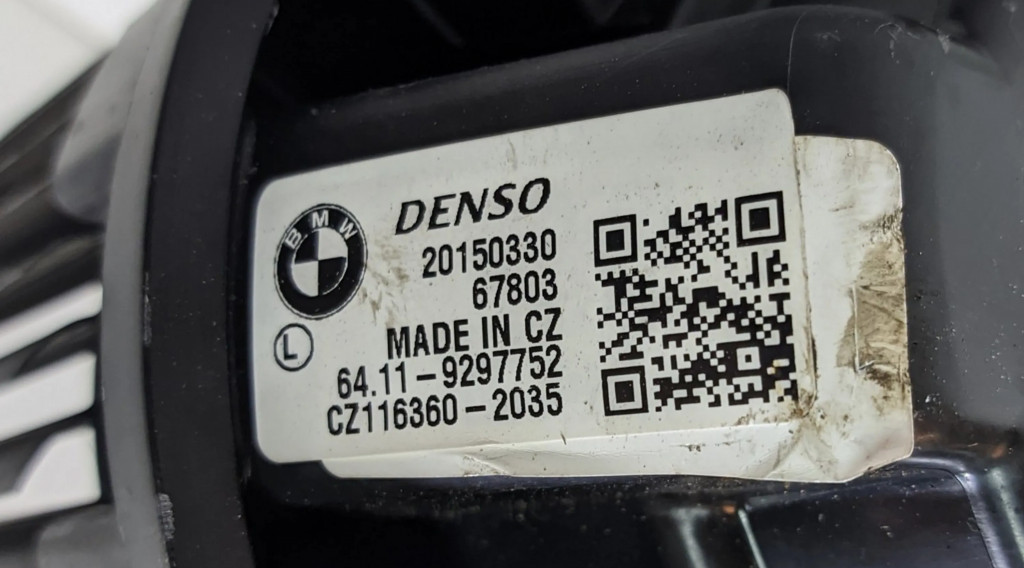 BMW
DENSO
20150330
67803
L
MADE IN CZ
64.11-9297752
CZ116360-2035